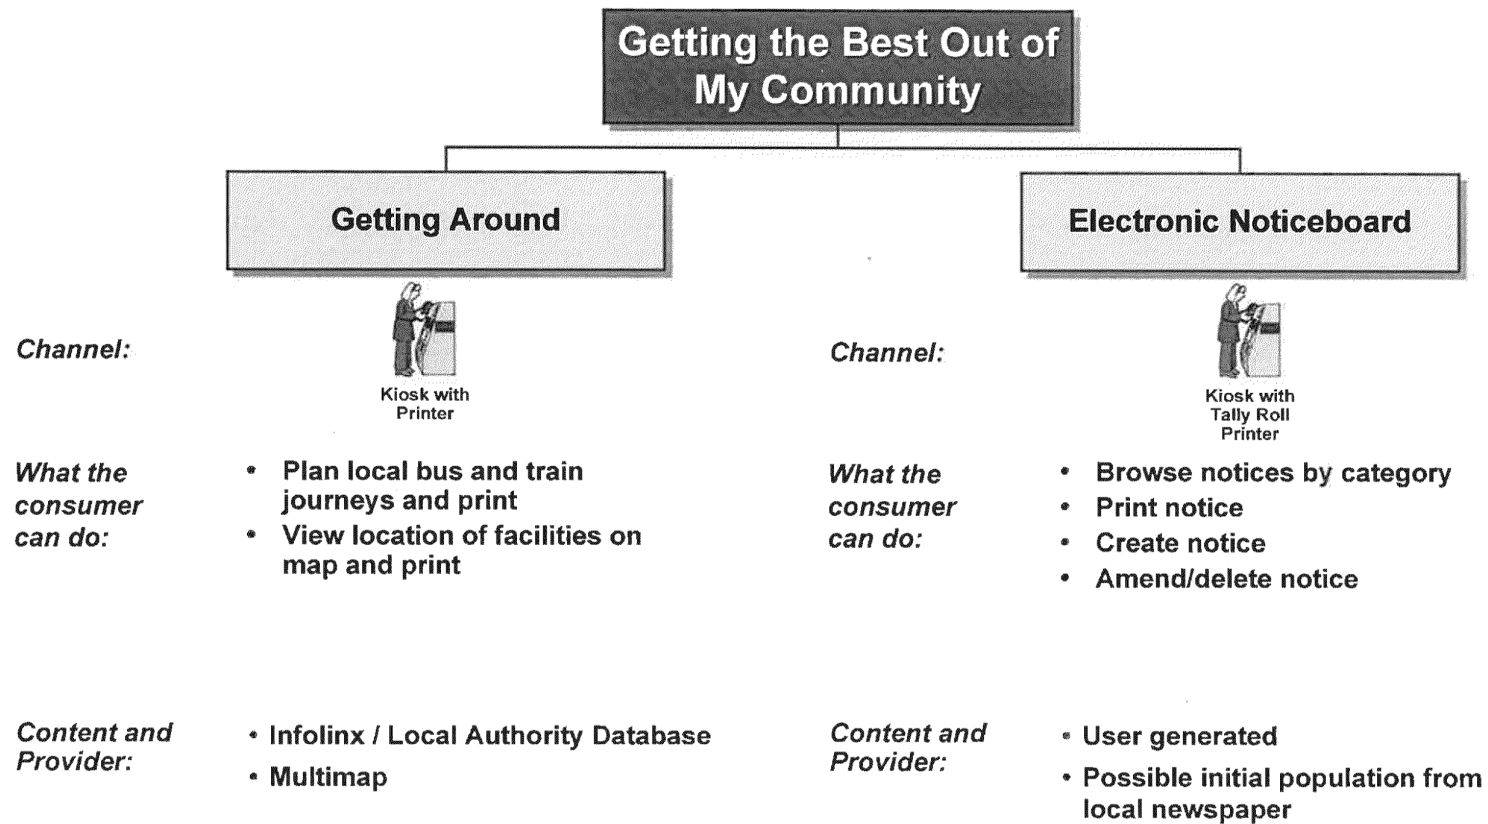 Getting the Best Out of
My Community
Getting Around
Channel:
Kiosk with
Printer
What the
consumer
can do:
• Plan local bus and train
journeys and print
• View location of facilities on
map and print
Content and
Provider:
• Infolinx / Local Authority Database
• Multimap
Electronic Noticeboard
Channel:
Kiosk with
Tally Roll
Printer
What the
consumer
can do:
• Browse notices by category
• Print notice
• Create notice
• Amend/delete notice
Content and
Provider:
• User generated
• Possible initial population from
local newspaper